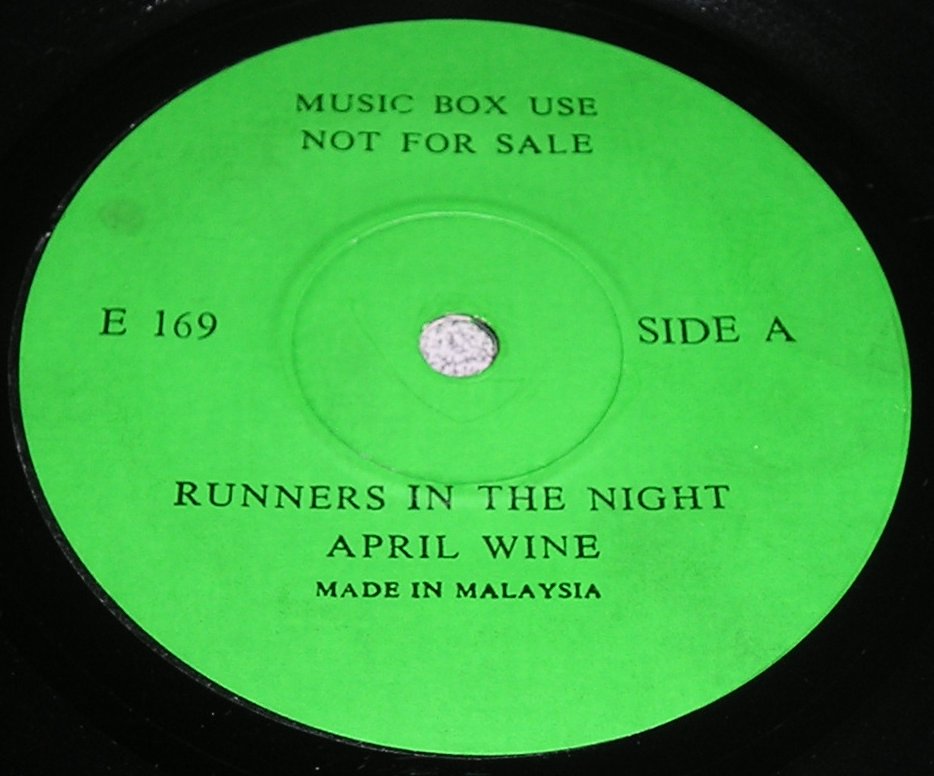 MUSIC BOX USE
NOT FOR SALE
E 169
SIDE A
RUNNERS IN THE NIGHT
APRIL WINE
MADE IN MALAYSIA